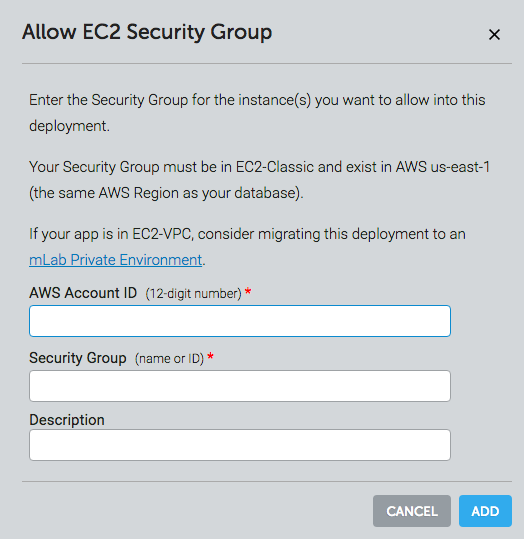 Allow EC2 Security Group ×
Enter the Security Group for the instance(s) you want to allow into this
deployment.
Your Security Group must be in EC2-Classic and exist in AWS us-east-1
(the same AWS Region as your database).
If your app is in EC2-VPC, consider migrating this deployment to an
mLab Private Environment.
AWS Account ID (12-digit number) *
Security Group (name or ID) *
Description
CANCEL ADD